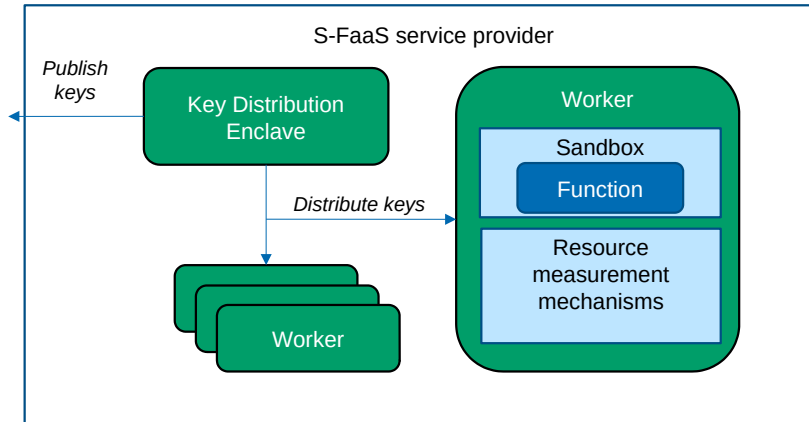 S-FaaS service provider
Publish
keys
Key Distribution
Enclave
Distribute keys
Worker
Worker
Sandbox
Function
Resource
measurement
mechanisms